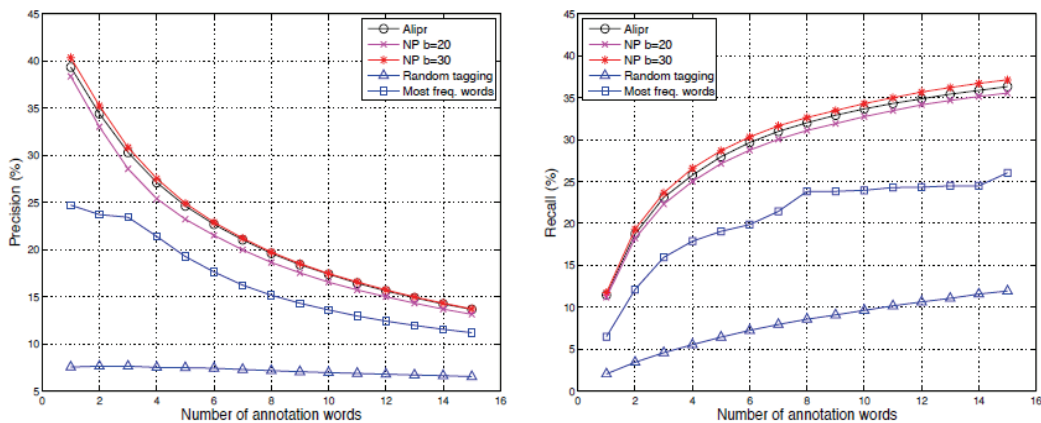 45
40
35
30
25
20
15
10
5
0 2 4 6 8 10 12 14 16
Precision (%)
Number of annotation words
Alipr
NP b=20
NP b=30
Random tagging
Most freq. words
45
40
35
30
25
20
15
10
5
0
0 2 4 6 8 10 12 14 16
Recall (%)
Number of annotation words
Alipr
NP b=20
NP b=30
Random tagging
Most freq. words